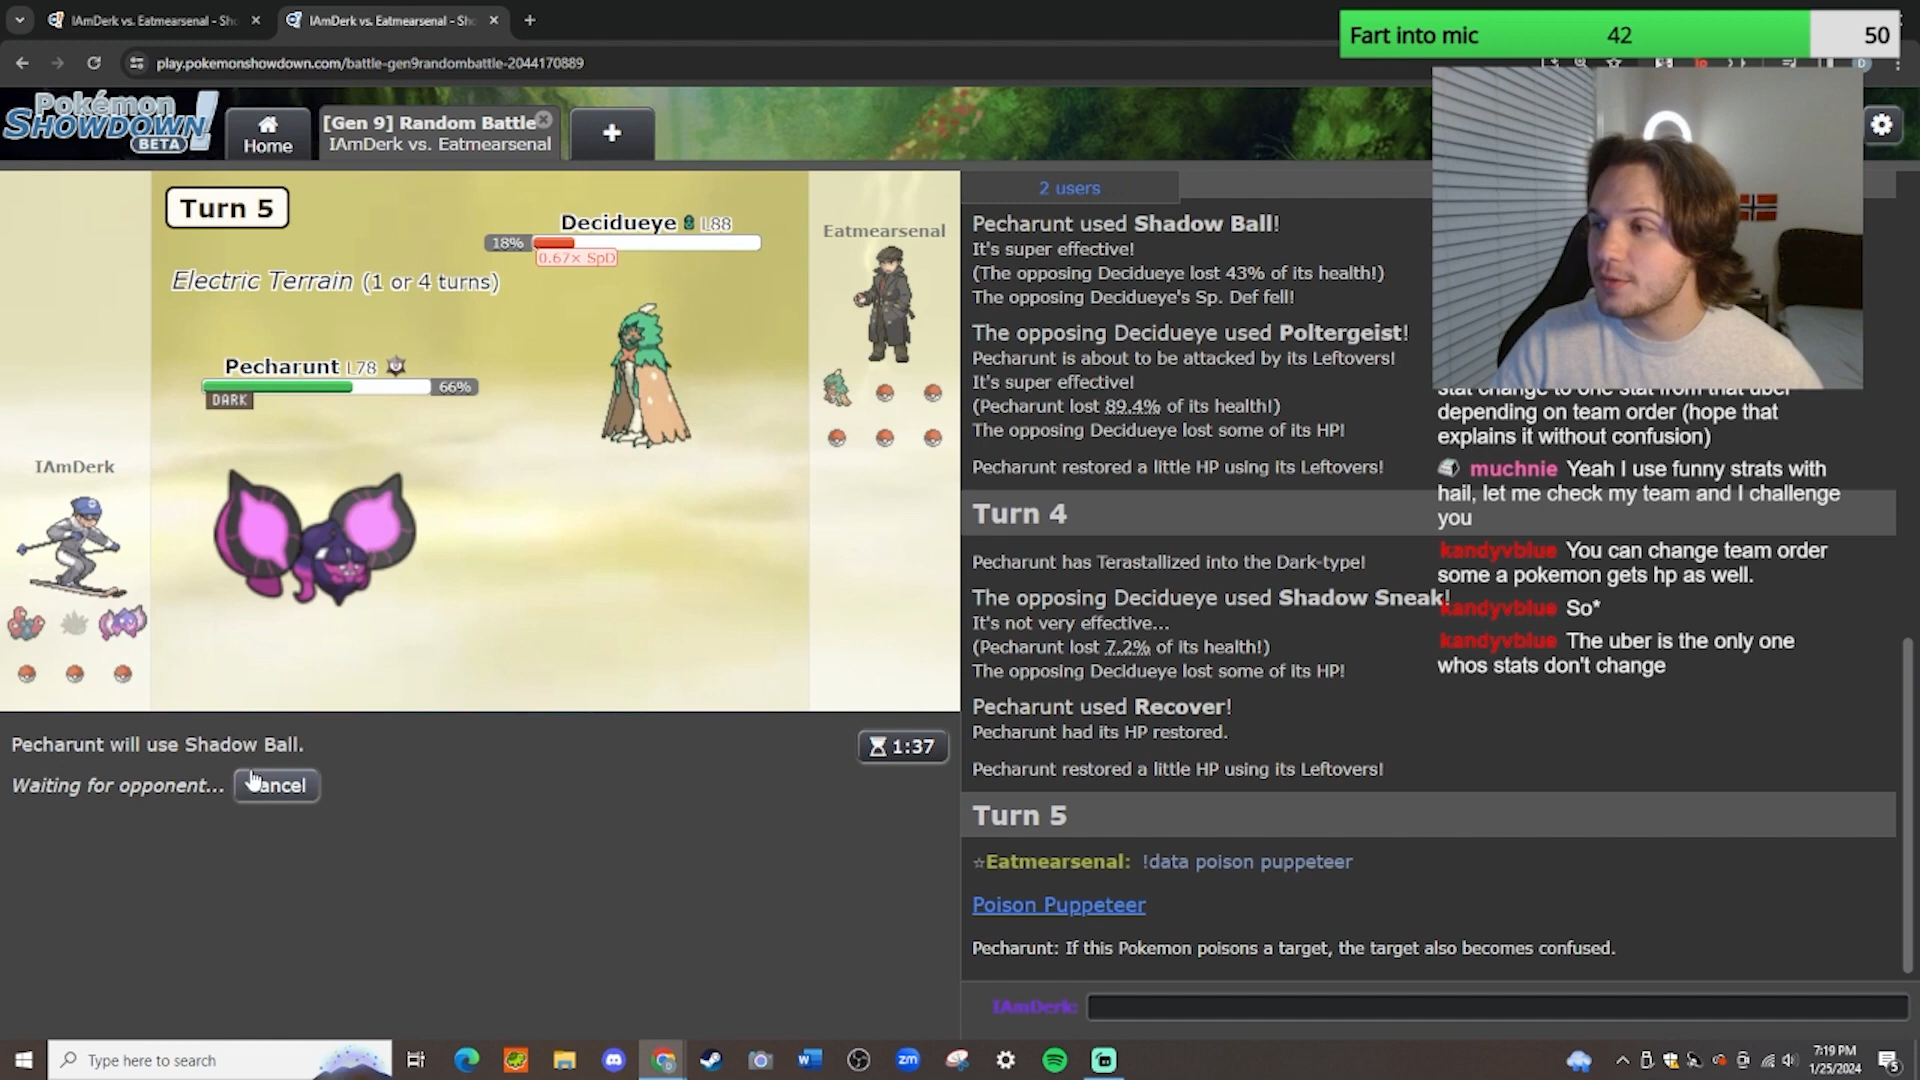 IAmDerk vs. Eatmearsenal - Sho
IAmDerk vs. Eatmearsenal - Sho
play.pokemonshowdown.com/battle-gen9randombattle-2044170889
Fart into mic 42 50
Pokémon
SHOWDOWN!
BETA
Home
[Gen 9] Random Battle
IAmDerk vs. Eatmearsenal
Turn 5
Decidueye L88
18%
0.67× SpD
Electric Terrain (1 or 4 turns)
Pecharunt L78
66%
DARK
Eatmearsenal
IAmDerk
Pecharunt will use Shadow Ball.
Waiting for opponent...
1:37
2 users
Pecharunt used Shadow Ball!
It's super effective!
(The opposing Decidueye lost 43% of its health!)
The opposing Decidueye's Sp. Def fell!
The opposing Decidueye used Poltergeist!
Pecharunt is about to be attacked by its Leftovers!
It's super effective!
(Pecharunt lost 89.4% of its health!)
The opposing Decidueye lost some of its HP!
Pecharunt restored a little HP using its Leftovers!
Turn 4
Pecharunt has Terastallized into the Dark-type!
The opposing Decidueye used Shadow Sneak!
It's not very effective...
(Pecharunt lost 7.2% of its health!)
The opposing Decidueye lost some of its HP!
Pecharunt used Recover!
Pecharunt had its HP restored.
Pecharunt restored a little HP using its Leftovers!
Turn 5
☆Eatmearsenal: !data poison puppeteer
Poison Puppeteer
Pecharunt: If this Pokemon poisons a target, the target also becomes confused.
IAmDerk:
stat change to one stat from that uber
depending on team order (hope that
explains it without confusion)
muchnie Yeah I use funny strats with
hail, let me check my team and I challenge
you
kandyvblue You can change team order
some a pokemon gets hp as well.
kandyvblue So*
kandyvblue The uber is the only one
whos stats don't change
Type here to search
7:19 PM
1/25/2024